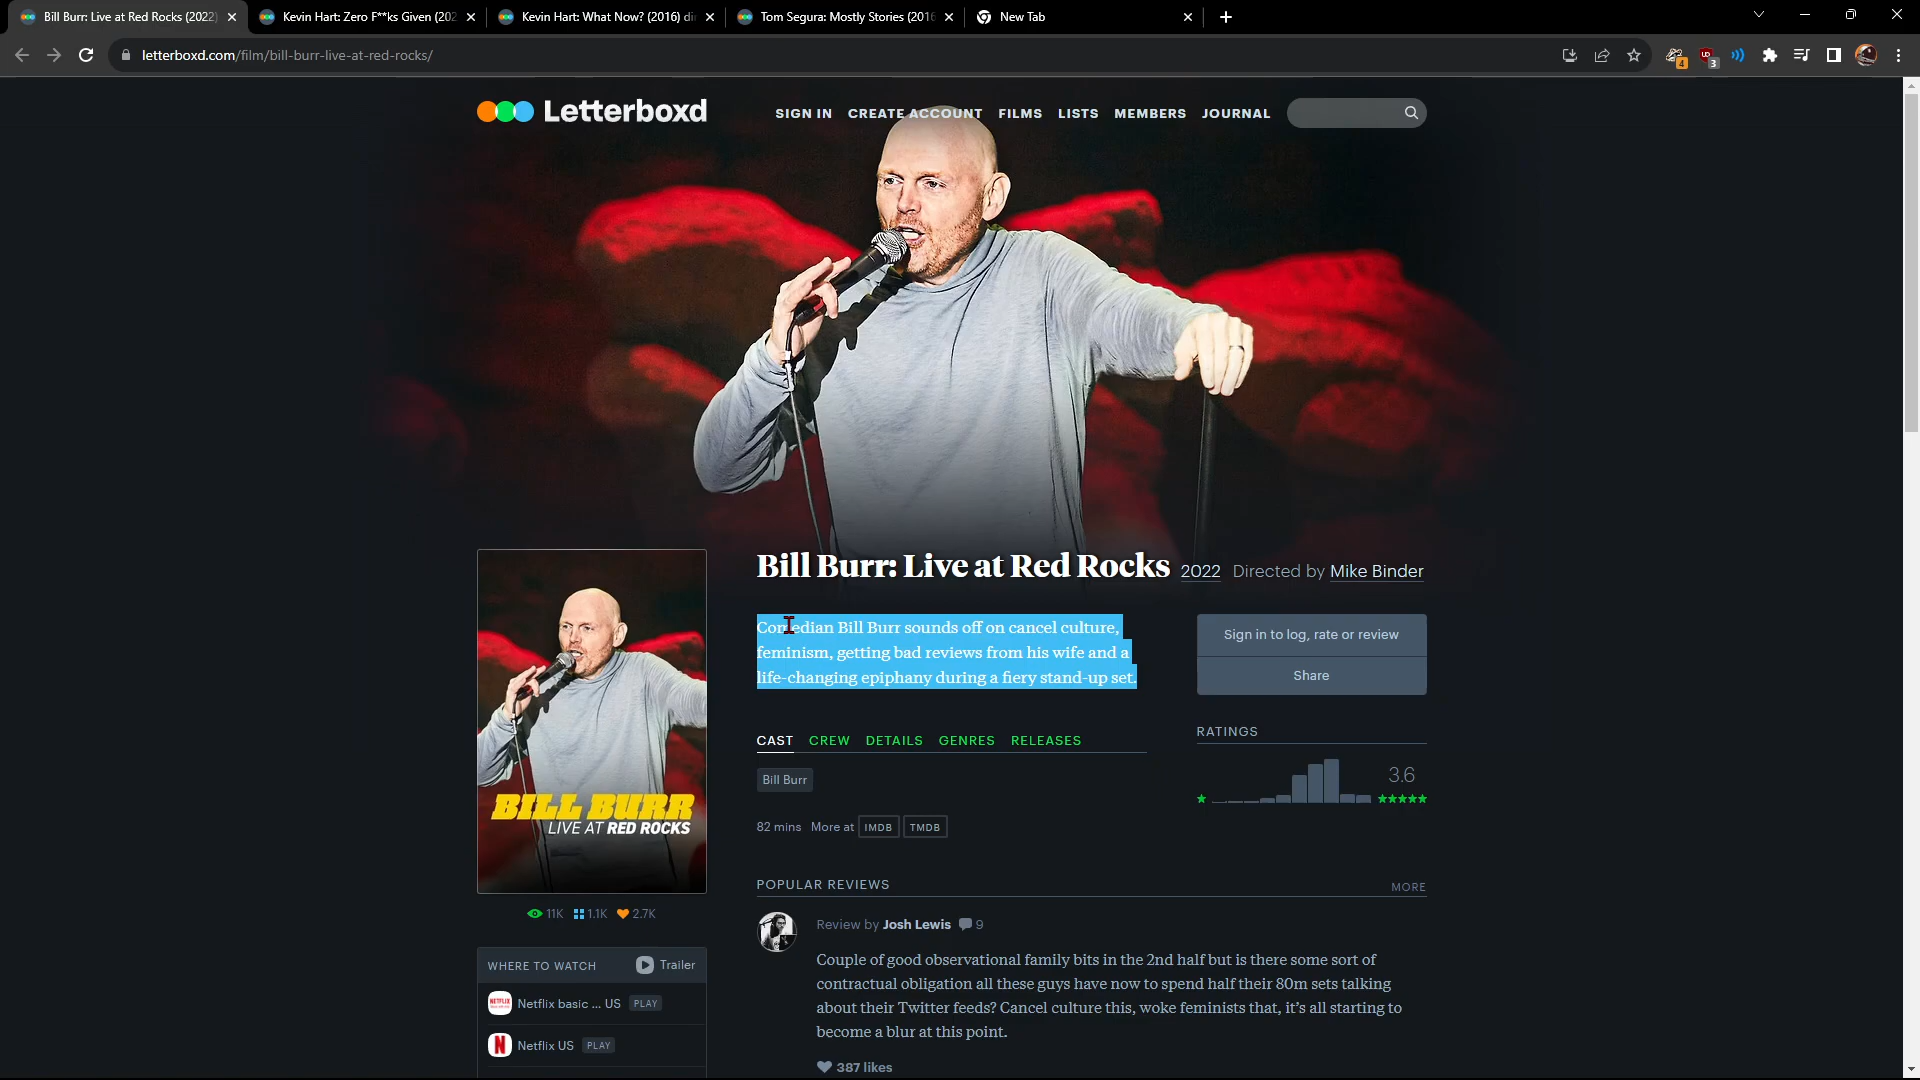 Bill Burr: Live at Red Rocks (2022)
Kevin Hart: Zero F**ks Given (202
Kevin Hart: What Now? (2016) di
Tom Segura: Mostly Stories (2016
New Tab
letterboxd.com/film/bill-burr-live-at-red-rocks/
4
3
Letterboxd
SIGN IN CREATE ACCOUNT FILMS LISTS MEMBERS JOURNAL
Bill Burr: Live at Red Rocks 2022 Directed by Mike Binder
Comedian Bill Burr sounds off on cancel culture,
feminism, getting bad reviews from his wife and a
life-changing epiphany during a fiery stand-up set.
Sign in to log, rate or review
Share
CAST CREW DETAILS GENRES RELEASES
Bill Burr
82 mins More at IMDB TMDB
RATINGS
3.6
BILL BURR
LIVE AT RED ROCKS
11K 1.1K 2.7K
WHERE TO WATCH Trailer
NETFLIX Netflix basic ... US PLAY
N Netflix US PLAY
POPULAR REVIEWS MORE
Review by Josh Lewis 9
Couple of good observational family bits in the 2nd half but is there some sort of
contractual obligation all these guys have now to spend half their 80m sets talking
about their Twitter feeds? Cancel culture this, woke feminists that, it's all starting to
become a blur at this point.
387 likes